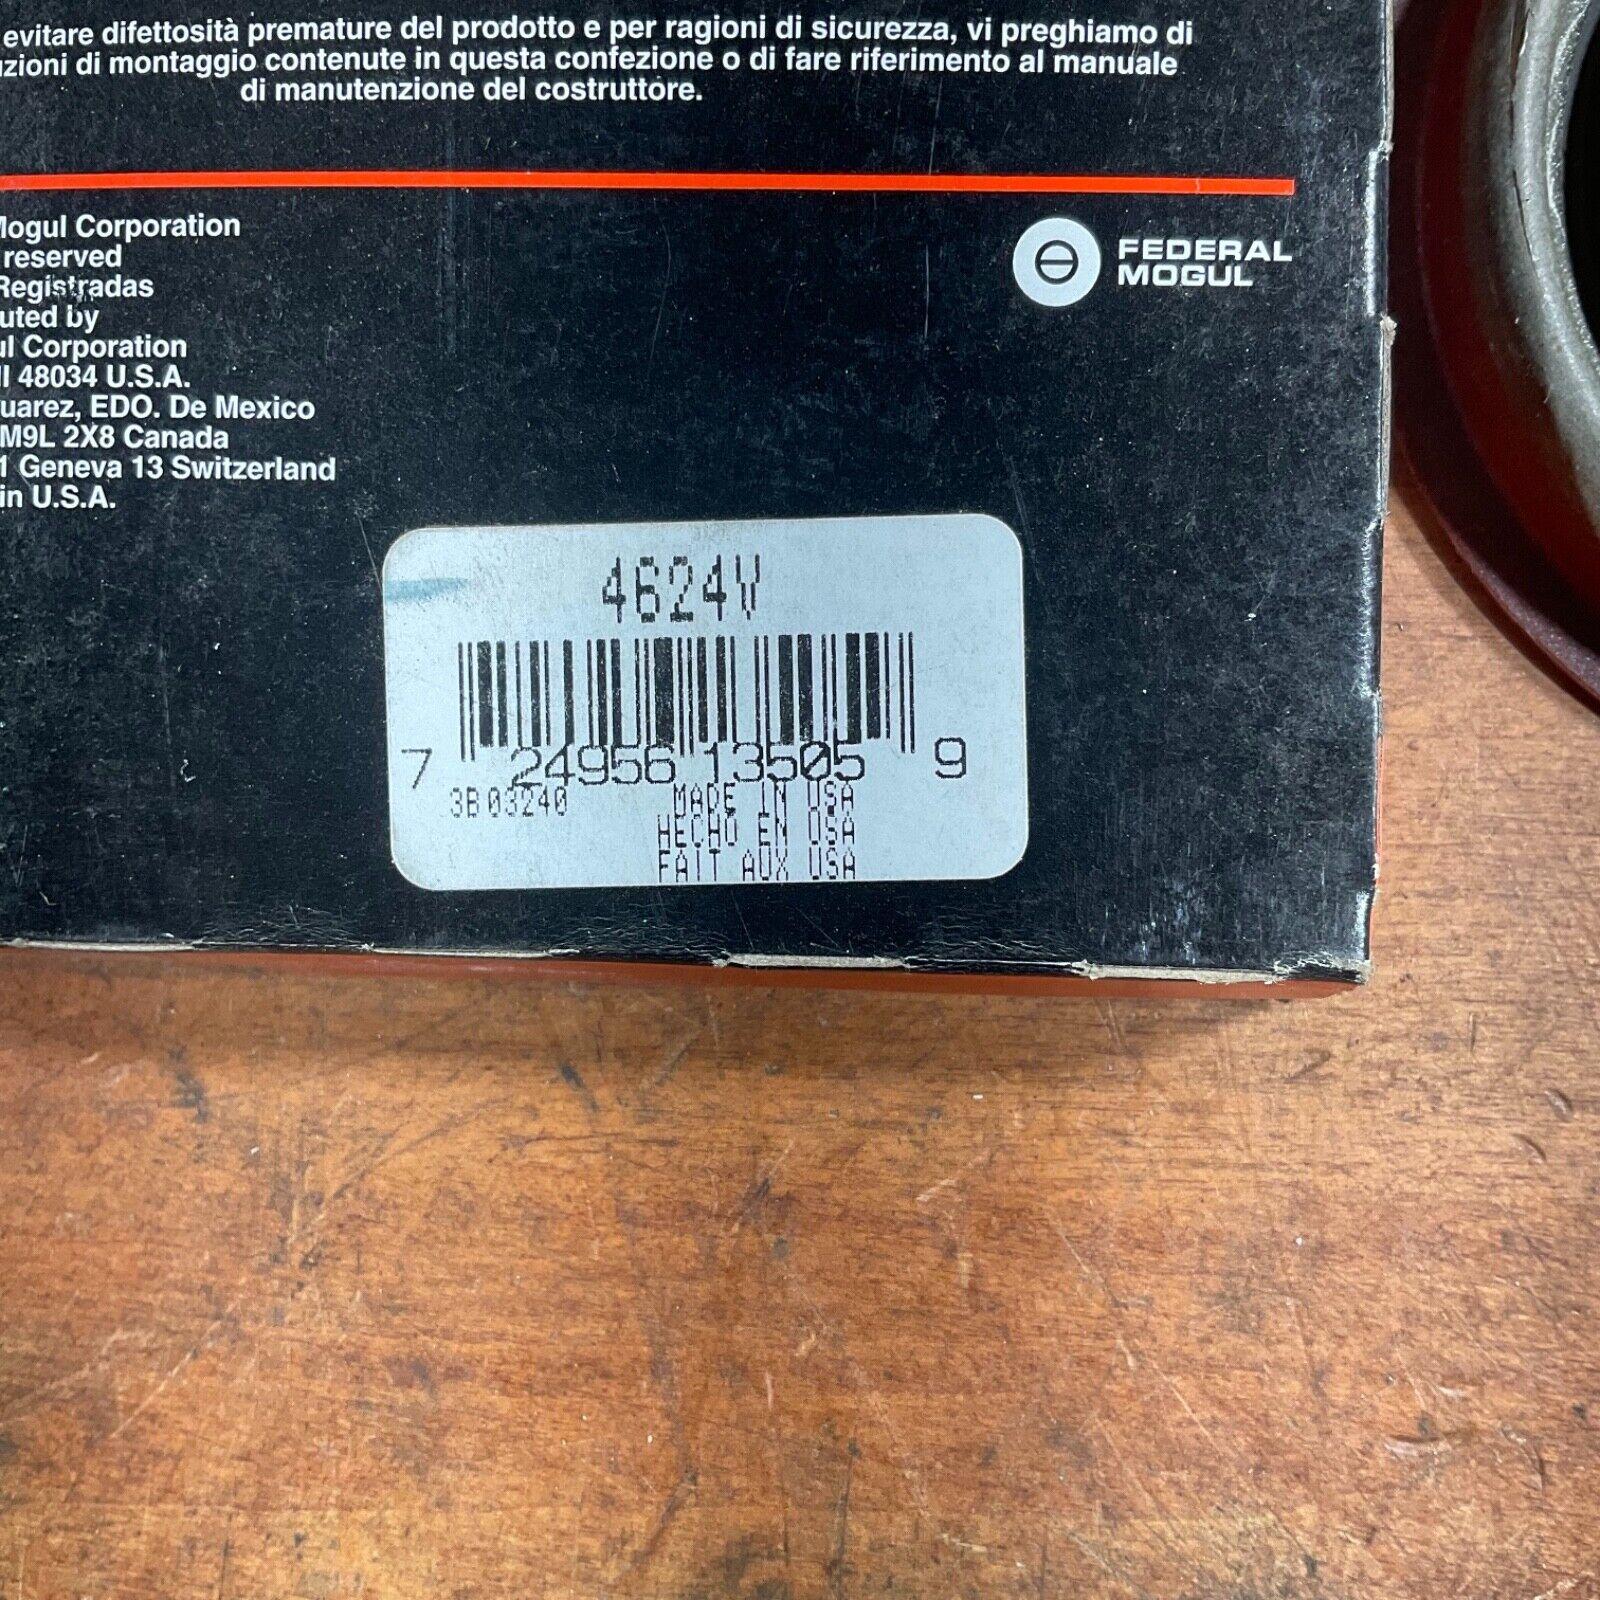 evitare difettosità premature del prodotto e per ragioni di sicurezza, vi preghiamo di
zioni di montaggio contenute in questa confezione o di fare riferimento al manuale
di manutenzione del costruttore.
Mogul Corporation
reserved
Registradas
uted by
ul Corporation
MI 48034 U.S.A.
uarez, EDO. De Mexico
M9L 2X8 Canada
1 Geneva 13 Switzerland
in U.S.A.
FEDERAL
MOGUL
4624V
7 24956 13505 9
3B03240
MADE IN USA
HECHO EN USA
FAIT AUX USA